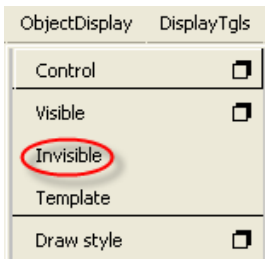 ObjectDisplay DisplayTgls
Control
Visible
Invisible
Template
Draw style